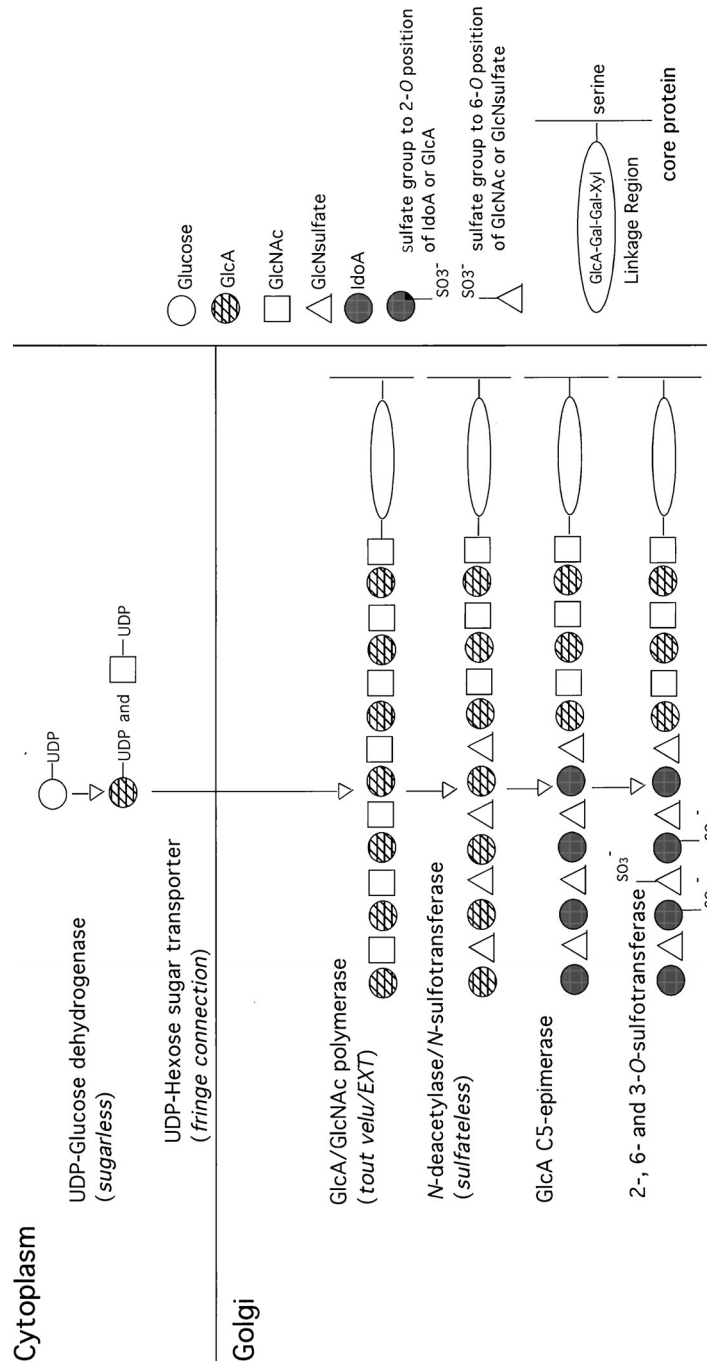 Cytoplasm
UDP-Glucose dehydrogenase
(sugarless)
UDP
UDP and
UDP
UDP-Hexose sugar transporter
(fringe connection)
Golgi
GlcA/GlcNAc polymerase
(tout velu/EXT)
N-deacetylase/N-sulfotransferase
(sulfateless)
GlcA C5-epimerase
2-, 6- and 3-O-sulfotransferase
SO3-
Glucose
GlcA
GlcNAc
GlcNsulfate
IdoA
SO3-
sulfate group to 2-O position
of IdoA or GlcA
SO3-
sulfate group to 6-O position
of GlcNAc or GlcNsulfate
GlcA-Gal-Gal-Xyl
serine
Linkage Region
core protein